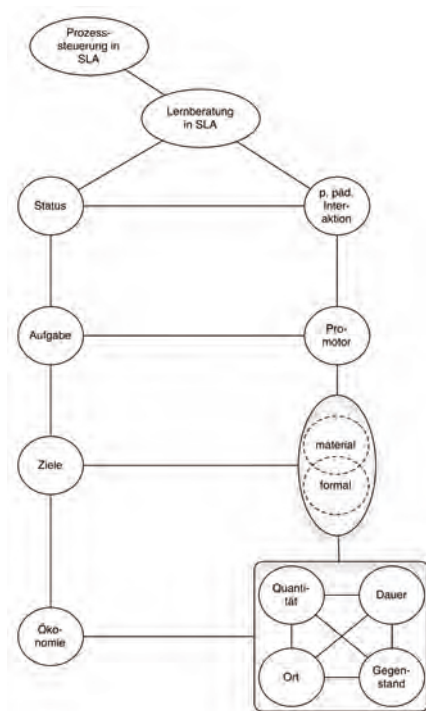 Prozess-
steuerung in
SLA
Lernberatung
in SLA
Status
p. päd.
Inter-
aktion
Aufgabe
Pro-
motor
Ziele
material
formal
Öko-
nomie
Quanti-
tät
Dauer
Ort
Gegen-
stand